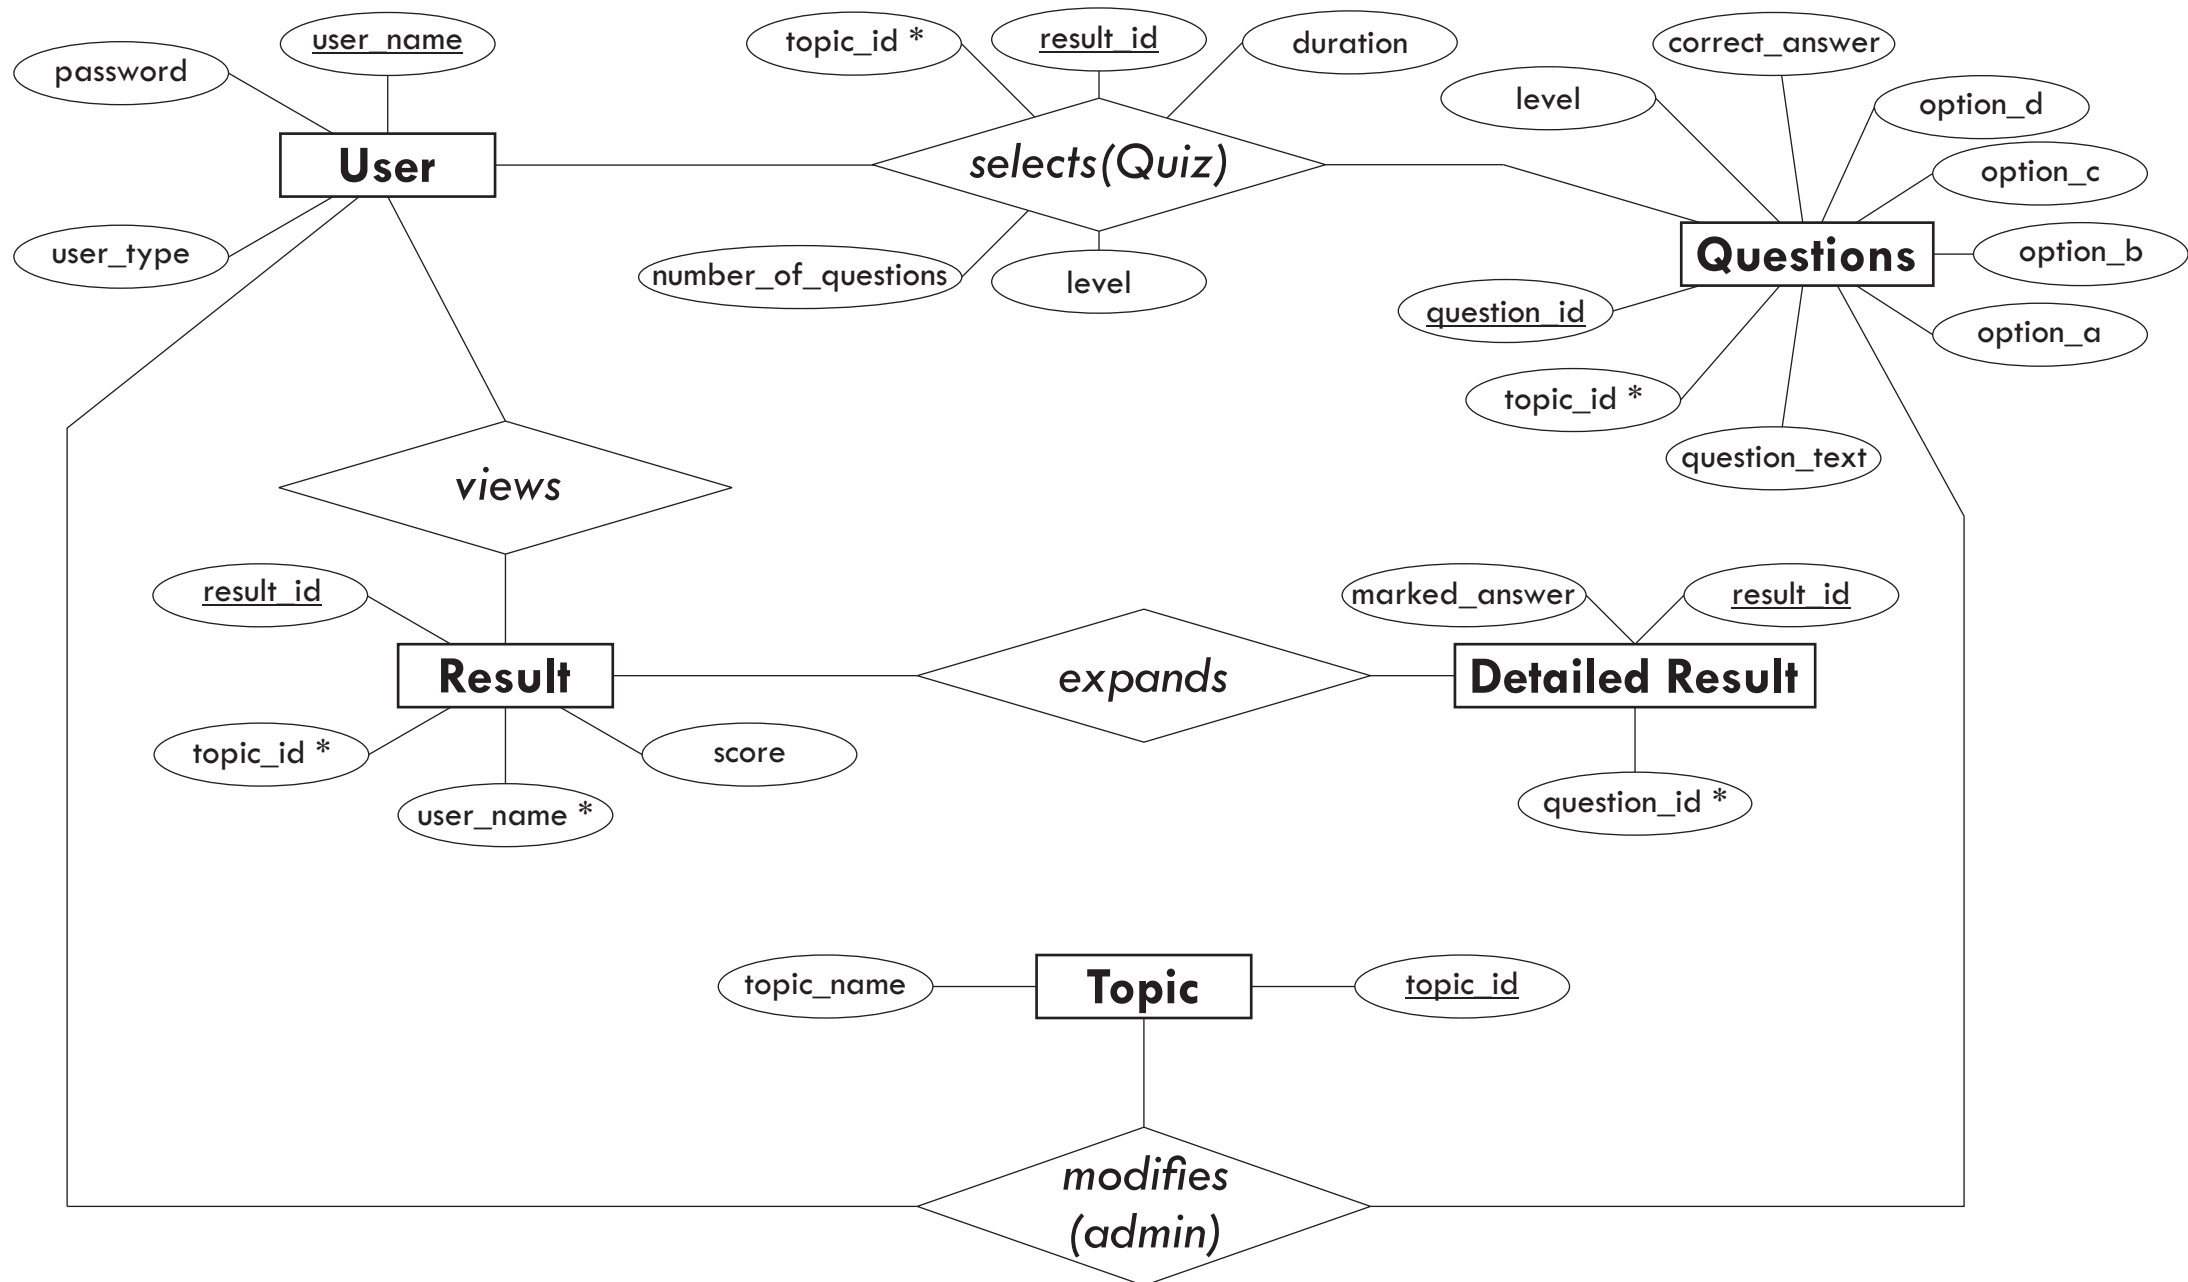 user_name
topic_id *
result_id
duration
correct_answer
password
level
option_d
User
selects(Quiz)
option_c
user_type
number_of_questions
level
Questions
option_b
question_id
option_a
topic_id *
question_text
views
result_id
marked_answer
result_id
Result
expands
Detailed Result
topic_id *
score
user_name *
question_id *
topic_name
Topic
topic_id
modifies
(admin)